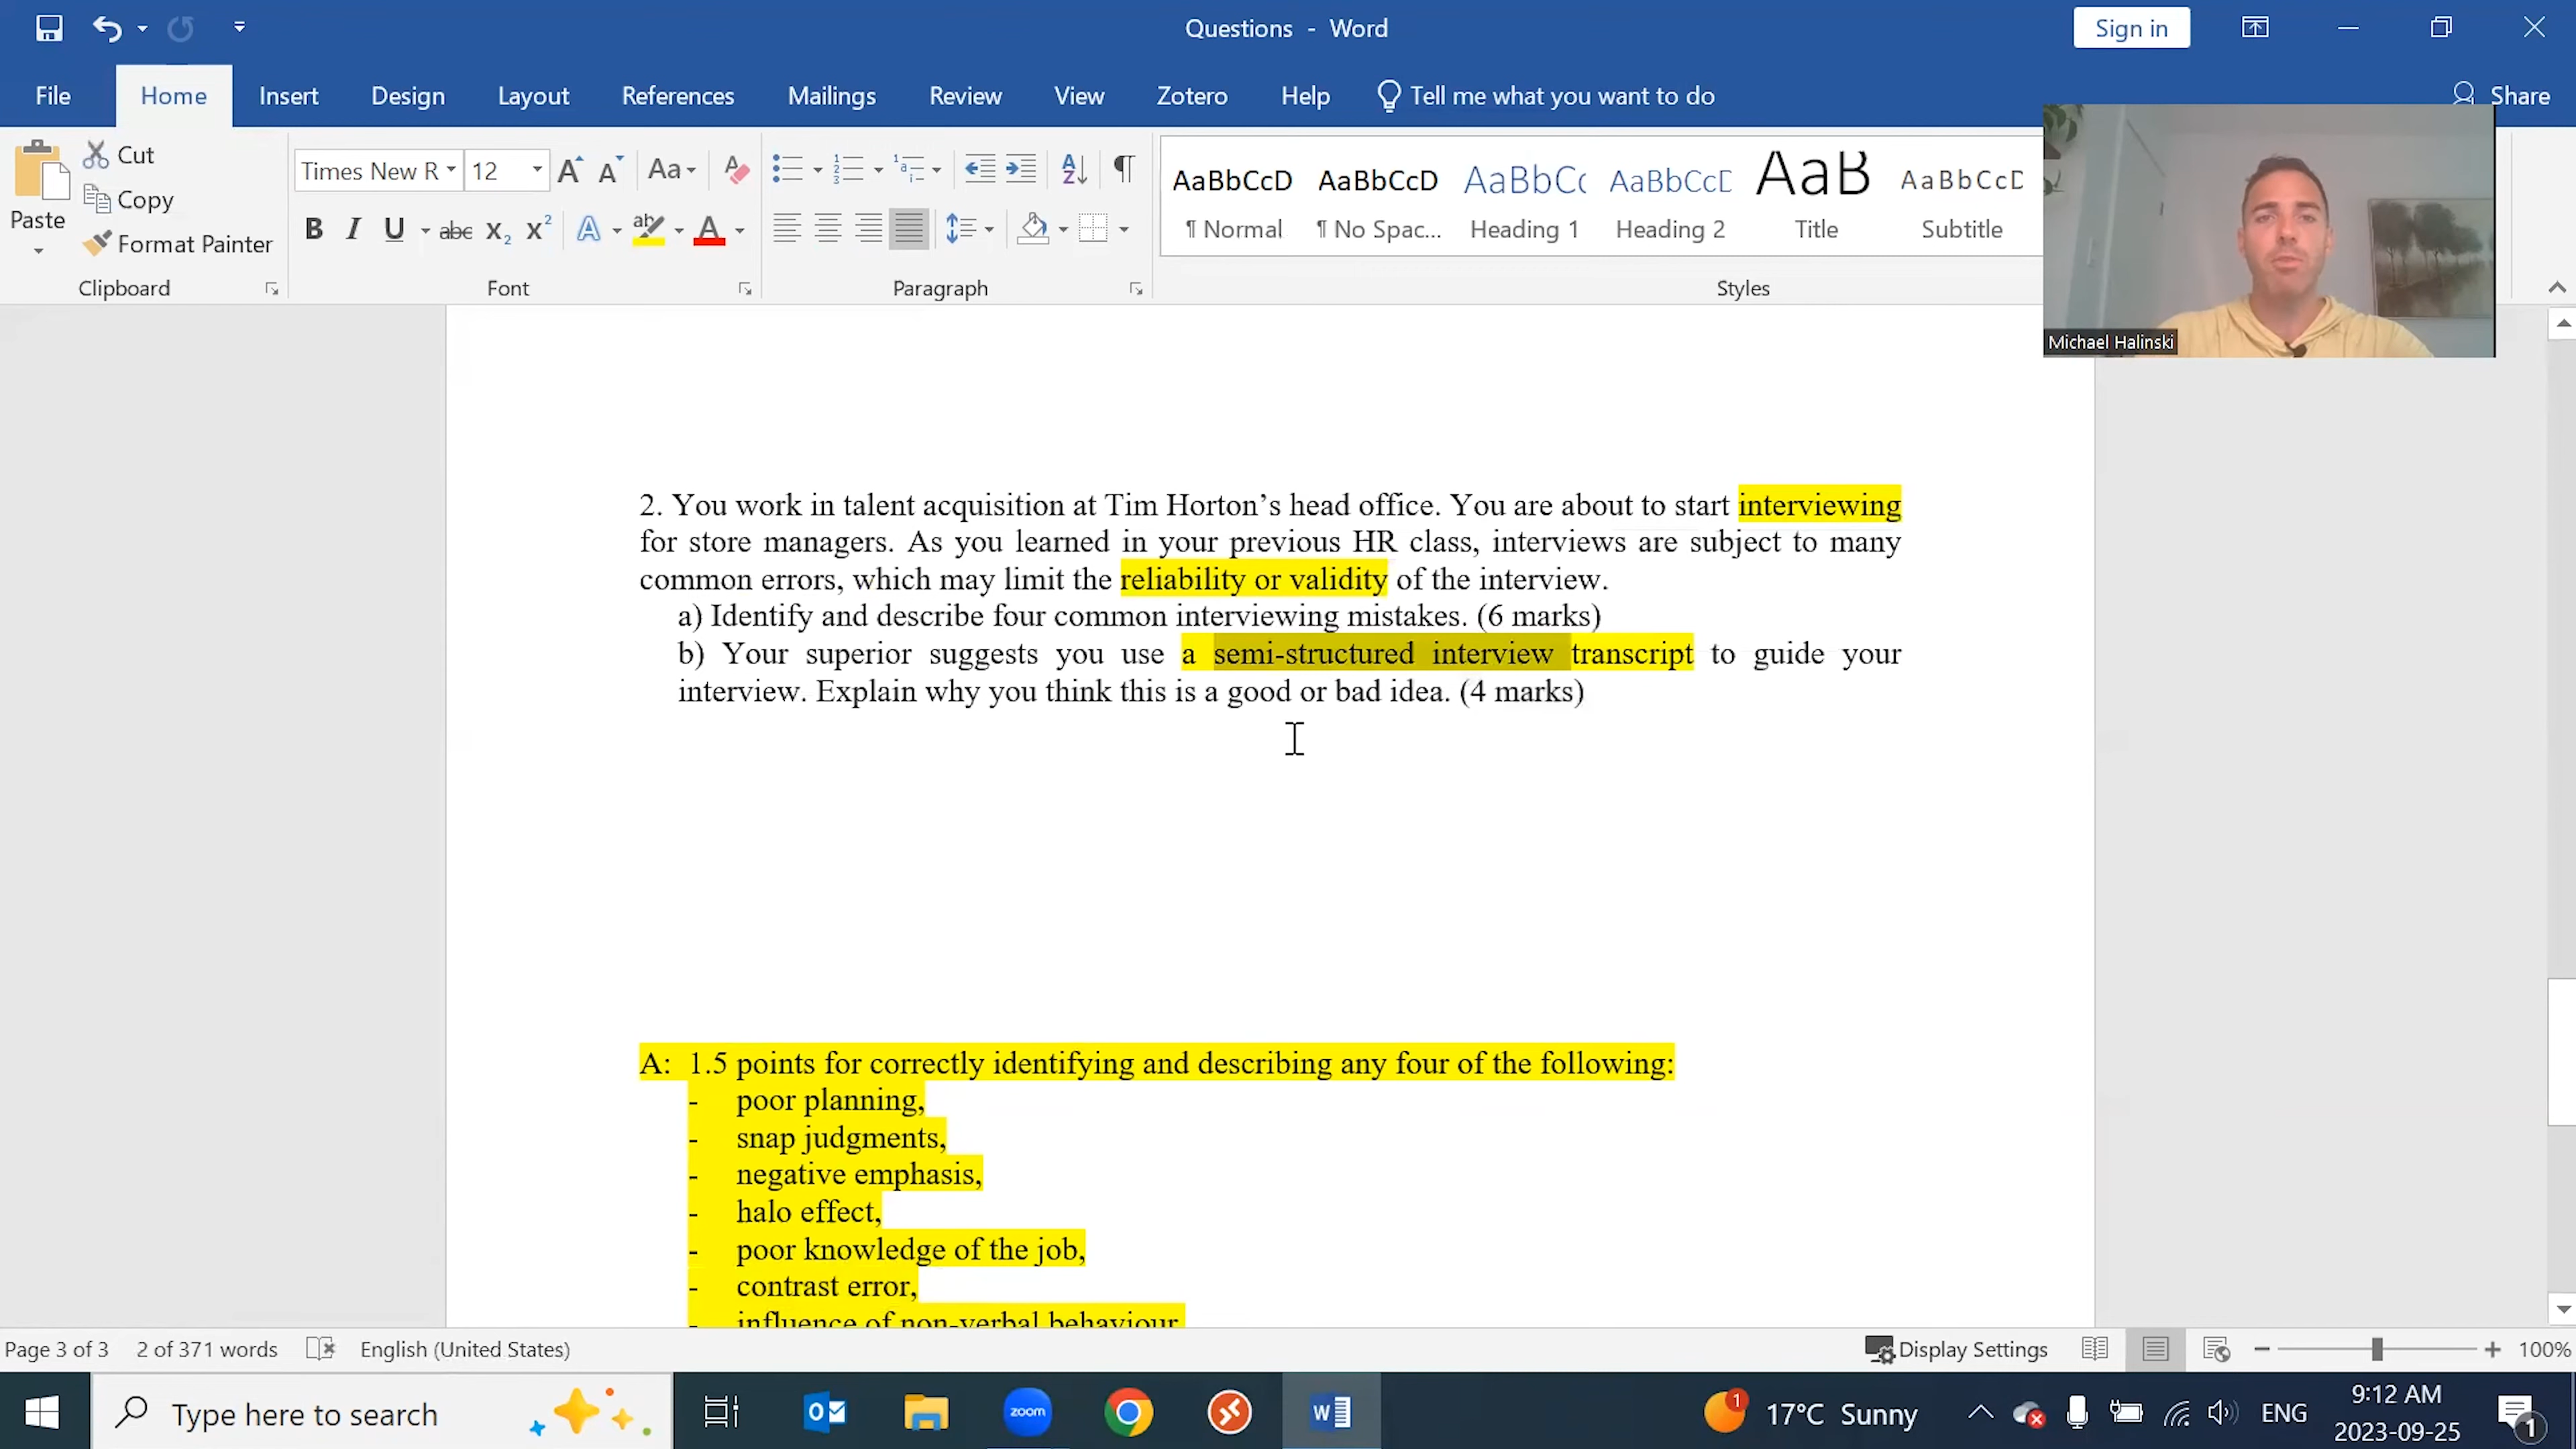 Questions - Word
Sign in
File Home Insert Design Layout References Mailings Review View Zotero Help Tell me what you want to do Share
Paste
Cut
Copy
Format Painter
Clipboard
Times New R 12
Font
Paragraph
AaBbCcD AaBbCcD AaBbCc AaBbCcD AaB AaBbCcD
¶ Normal ¶ No Spac... Heading 1 Heading 2 Title Subtitle
Styles
Michael Halinski
2. You work in talent acquisition at Tim Horton’s head office. You are about to start interviewing
for store managers. As you learned in your previous HR class, interviews are subject to many
common errors, which may limit the reliability or validity of the interview.
a) Identify and describe four common interviewing mistakes. (6 marks)
b) Your superior suggests you use a semi-structured interview transcript to guide your
interview. Explain why you think this is a good or bad idea. (4 marks)
A: 1.5 points for correctly identifying and describing any four of the following:
- poor planning,
- snap judgments,
- negative emphasis,
- halo effect,
- poor knowledge of the job,
- contrast error,
- influence of non-verbal behaviour
Page 3 of 3 2 of 371 words English (United States) Display Settings 100%
Type here to search
zoom
17°C Sunny
ENG
9:12 AM
2023-09-25